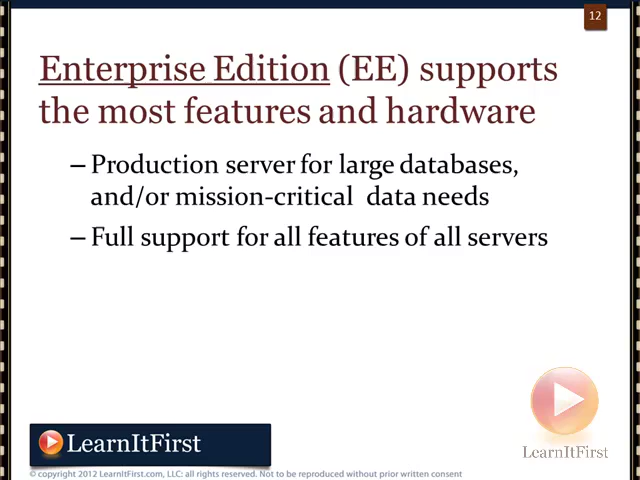 12
Enterprise Edition (EE) supports
the most features and hardware
– Production server for large databases,
and/or mission-critical data needs
– Full support for all features of all servers
LearnItFirst
LearnItFirst
© copyright 2012 LearnItFirst.com, LLC: all rights reserved. Not to be reproduced without prior written consent